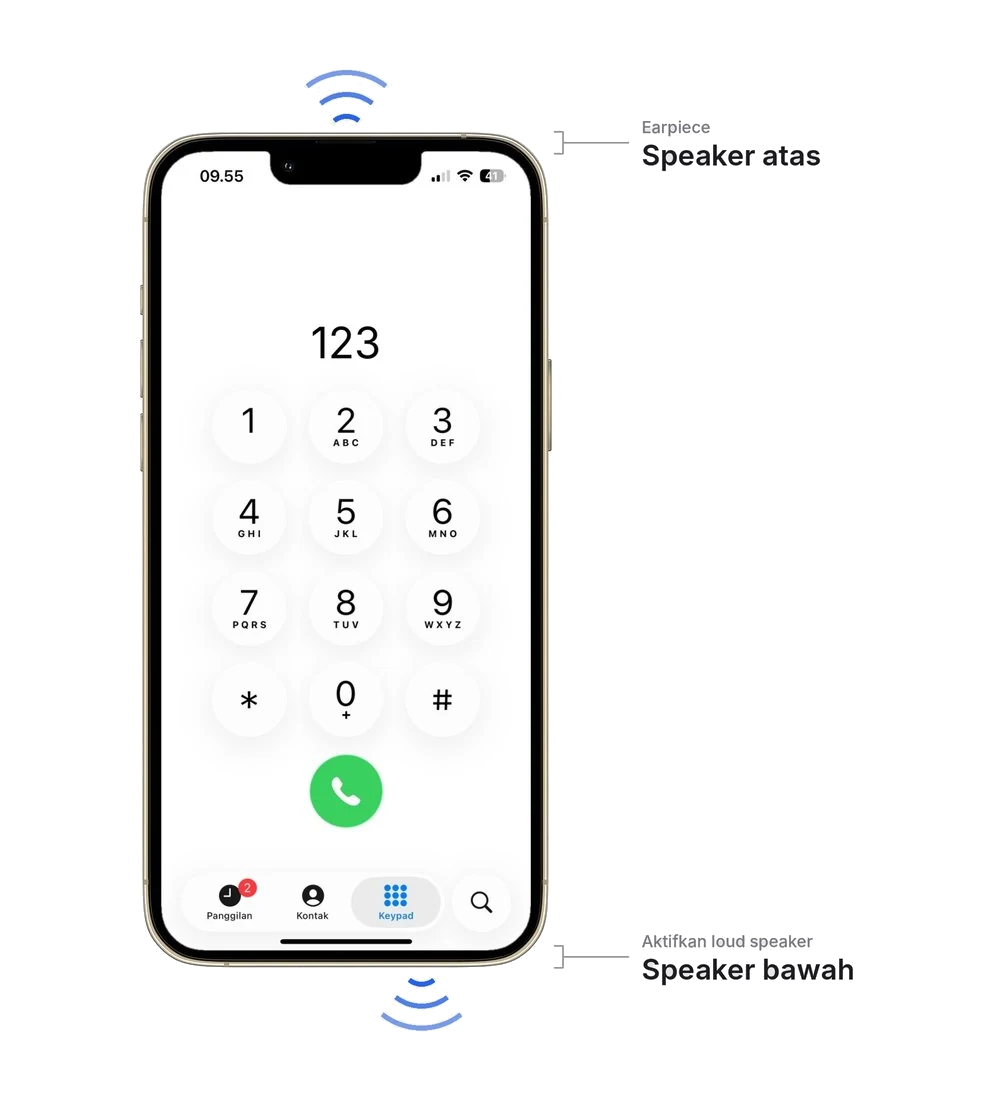 Earpiece
Speaker atas
09.55
41
123
1 2 3
ABC DEF
4 5 6
GHI JKL MNO
7 8 9
PQRS TUV WXYZ
* 0 #
+
2
Panggilan Kontak Keypad
Aktifkan loud speaker
Speaker bawah